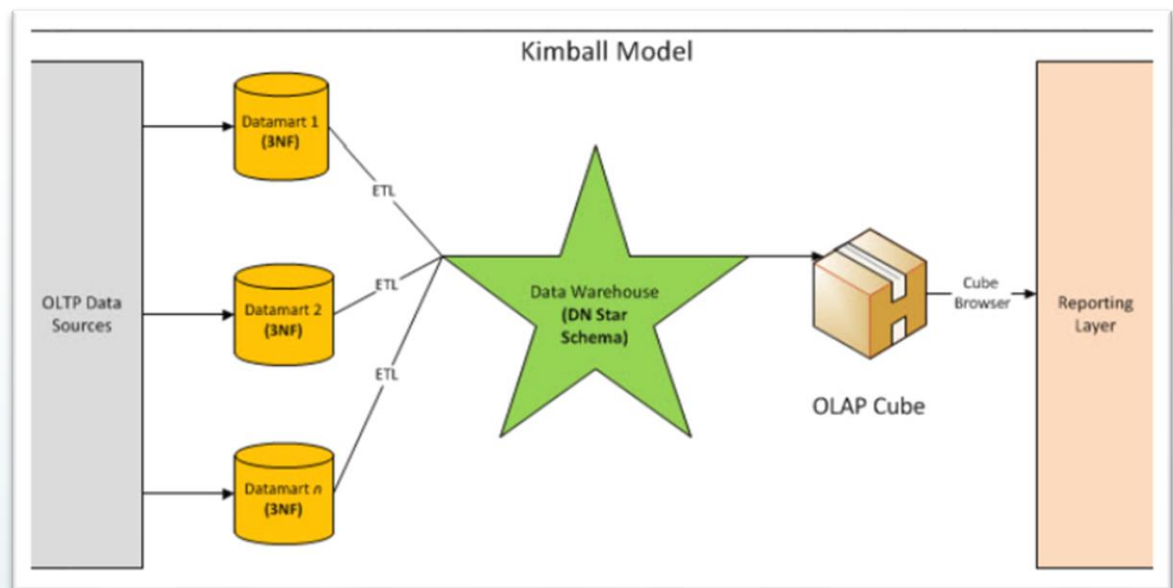 Kimball Model
OLTP Data
Sources
Datamart 1
(3NF)
Datamart 2
(3NF)
Datamart n
(3NF)
ETL
ETL
ETL
Data Warehouse
(DN Star
Schema)
OLAP Cube
Cube
Browser
Reporting
Layer